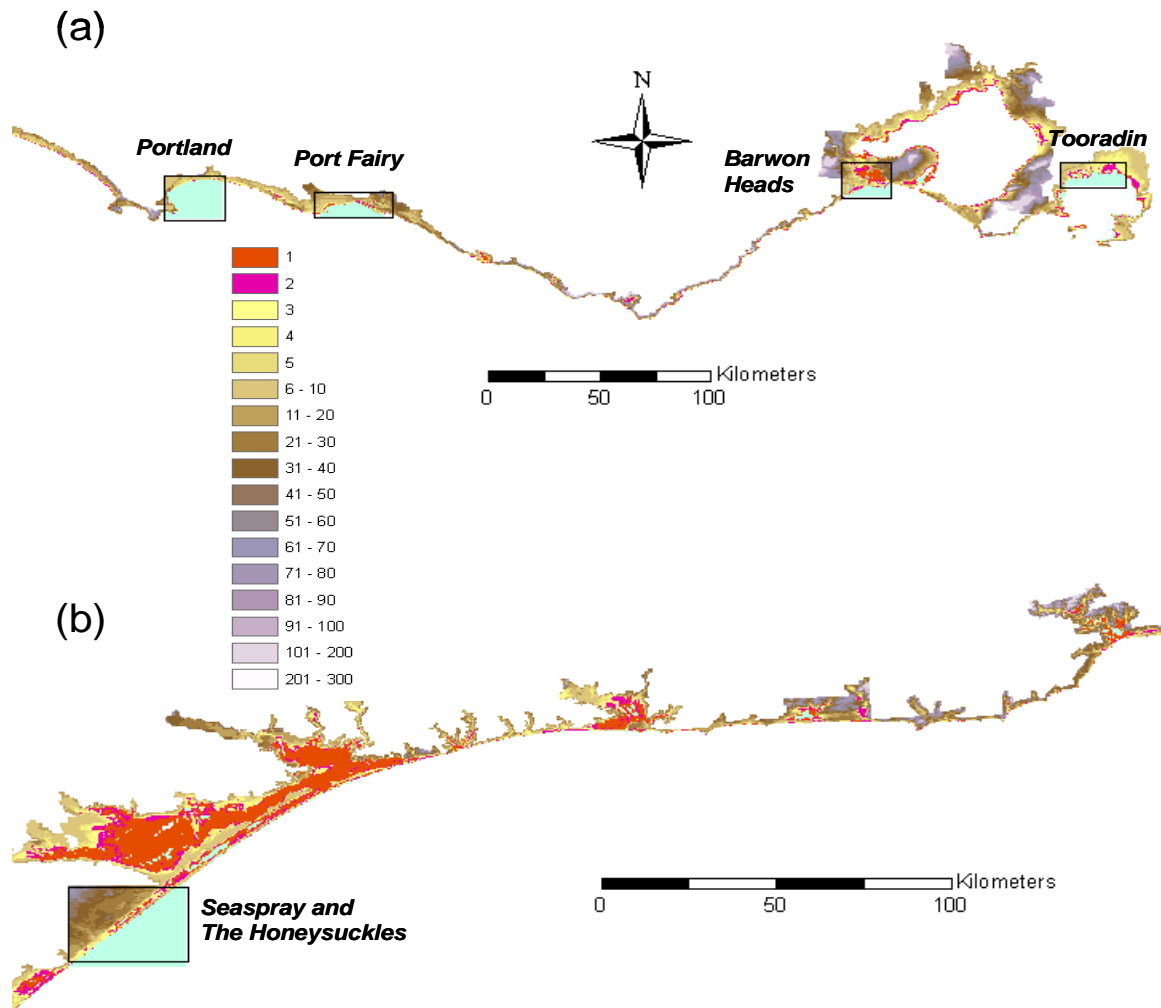 (a)
N
Portland
Port Fairy
Barwon
Heads
Tooradin
1
2
3
4
5
6 - 10
11 - 20
21 - 30
31 - 40
41 - 50
51 - 60
61 - 70
71 - 80
81 - 90
91 - 100
101 - 200
201 - 300
Kilometers
0 50 100
(b)
Kilometers
0 50 100
Seaspray and
The Honeysuckles